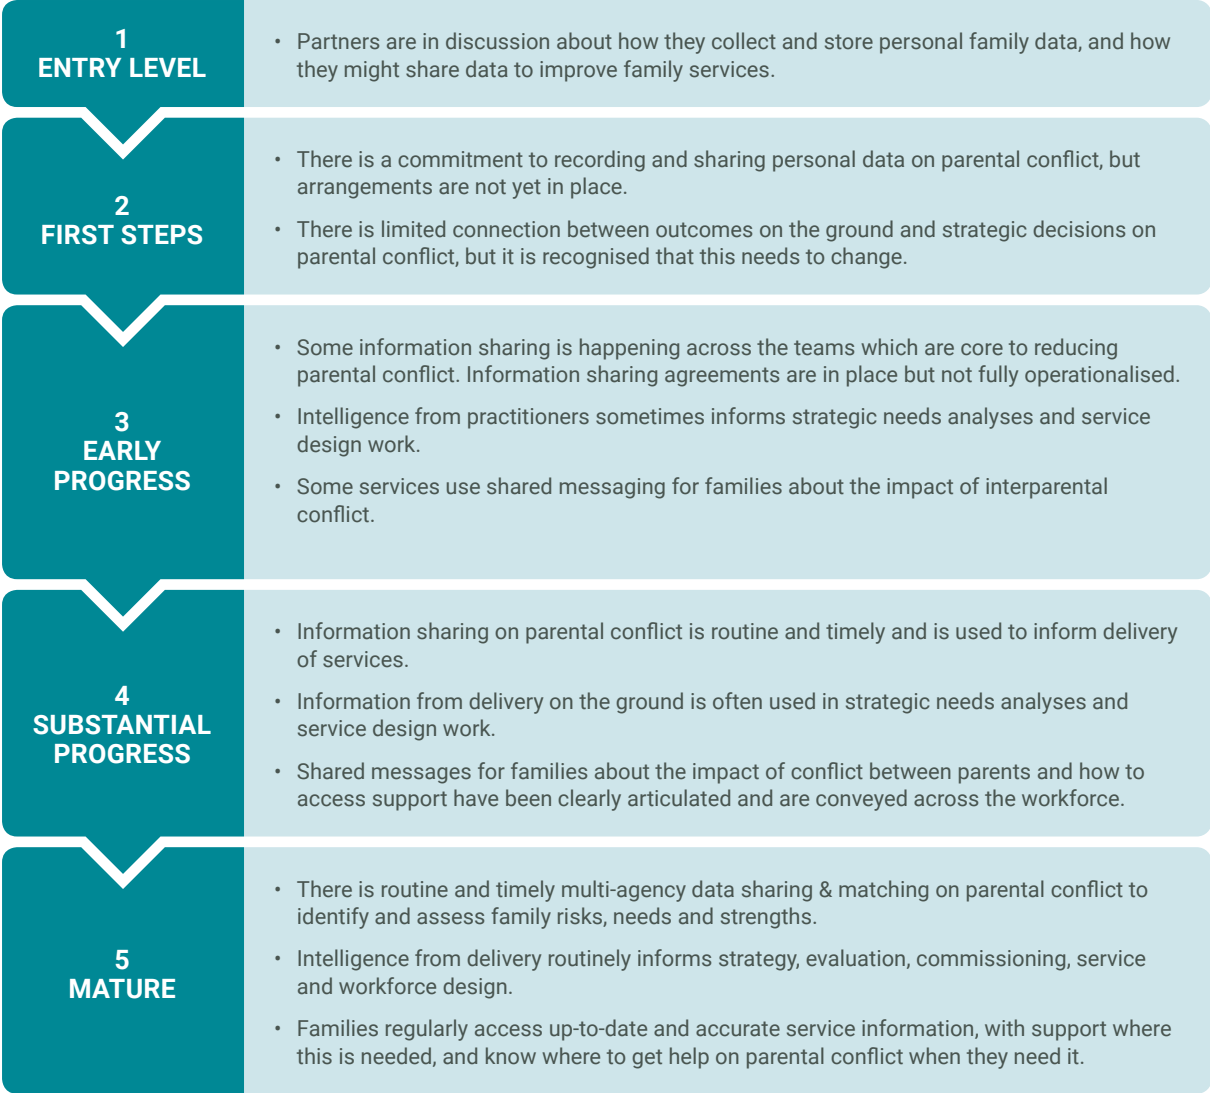 1
ENTRY LEVEL
• Partners are in discussion about how they collect and store personal family data, and how
they might share data to improve family services.
2
FIRST STEPS
• There is a commitment to recording and sharing personal data on parental conflict, but
arrangements are not yet in place.
• There is limited connection between outcomes on the ground and strategic decisions on
parental conflict, but it is recognised that this needs to change.
3
EARLY
PROGRESS
• Some information sharing is happening across the teams which are core to reducing
parental conflict. Information sharing agreements are in place but not fully operationalised.
• Intelligence from practitioners sometimes informs strategic needs analyses and service
design work.
• Some services use shared messaging for families about the impact of interparental
conflict.
4
SUBSTANTIAL
PROGRESS
• Information sharing on parental conflict is routine and timely and is used to inform delivery
of services.
• Information from delivery on the ground is often used in strategic needs analyses and
service design work.
• Shared messages for families about the impact of conflict between parents and how to
access support have been clearly articulated and are conveyed across the workforce.
5
MATURE
• There is routine and timely multi-agency data sharing & matching on parental conflict to
identify and assess family risks, needs and strengths.
• Intelligence from delivery routinely informs strategy, evaluation, commissioning, service
and workforce design.
• Families regularly access up-to-date and accurate service information, with support where
this is needed, and know where to get help on parental conflict when they need it.